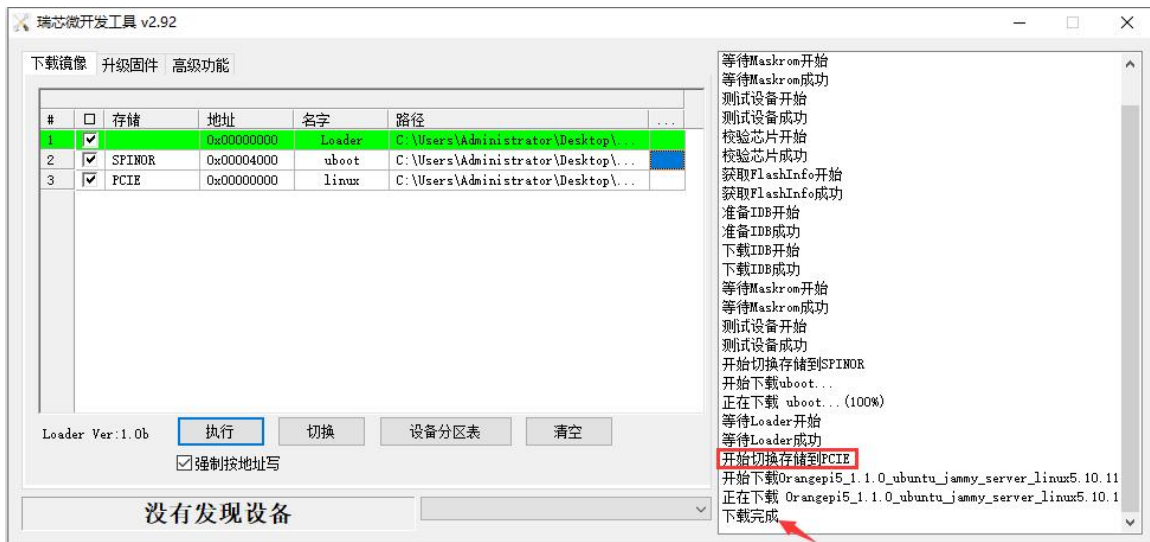 瑞芯微开发工具 v2.92
下载镜像 升级固件 高级功能
# 存储 地址 名字 路径 ...
1 0x00000000 Loader C:\Users\Administrator\Desktop\...
2 SPINOR 0x00004000 uboot C:\Users\Administrator\Desktop\...
3 PCIE 0x00000000 linux C:\Users\Administrator\Desktop\...
Loader Ver:1.0b 执行 切换 设备分区表 清空
强制按地址写
没有发现设备
等待Maskrom开始
等待Maskrom成功
测试设备开始
测试设备成功
校验芯片开始
校验芯片成功
获取FlashInfo开始
获取FlashInfo成功
准备IDB开始
准备IDB成功
下载IDB开始
下载IDB成功
等待Maskrom开始
等待Maskrom成功
测试设备开始
测试设备成功
开始切换存储到SPINOR
开始下载uboot...
正在下载 uboot...(100%)
等待Loader开始
等待Loader成功
开始切换存储到PCIE
开始下载Orangepi5_1.1.0_ubuntu_jammy_server_linux5.10.11
正在下载 Orangepi5_1.1.0_ubuntu_jammy_server_linux5.10.1
下载完成